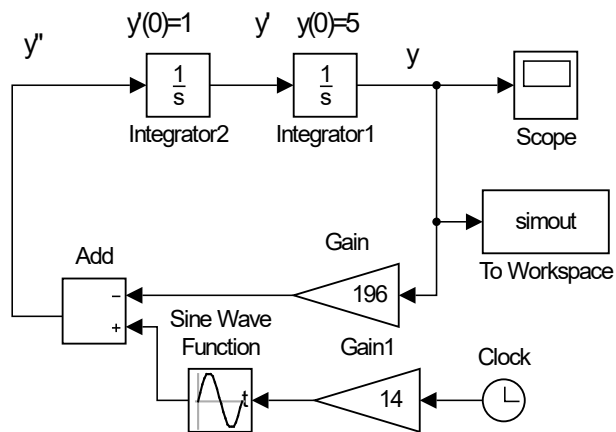 y'(0)=1
y'
y(0)=5
y''
y
1
s
1
s
Integrator2
Integrator1
Scope
simout
To Workspace
Gain
196
Add
−
+
Sine Wave
Function
t
Gain1
14
Clock